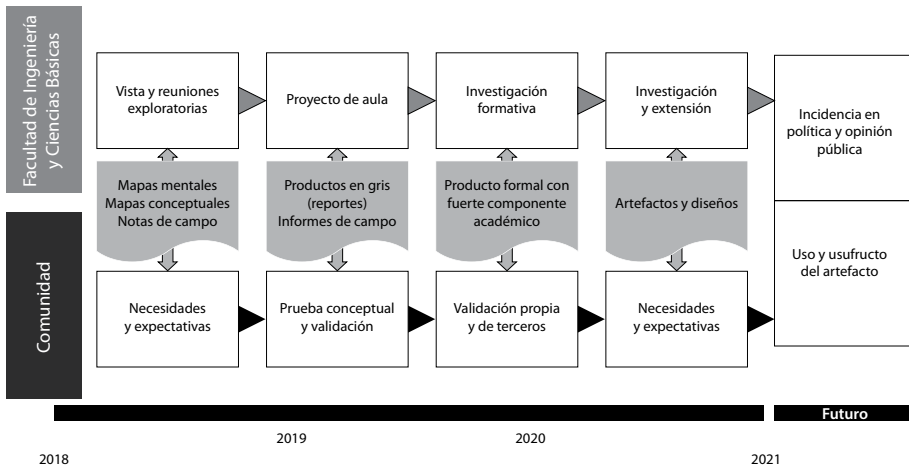 Facultad de Ingeniería
y Ciencias Básicas
Vista y reuniones
exploratorias
Proyecto de aula
Investigación
formativa
Investigación
y extensión
Incidencia en
política y opinión
pública
Mapas mentales
Mapas conceptuales
Notas de campo
Productos en gris
(reportes)
Informes de campo
Producto formal con
fuerte componente
académico
Artefactos y diseños
Comunidad
Necesidades
y expectativas
Prueba conceptual
y validación
Validación propia
y de terceros
Necesidades
y expectativas
Uso y usufructo
del artefacto
Futuro
2019
2020
2018
2021